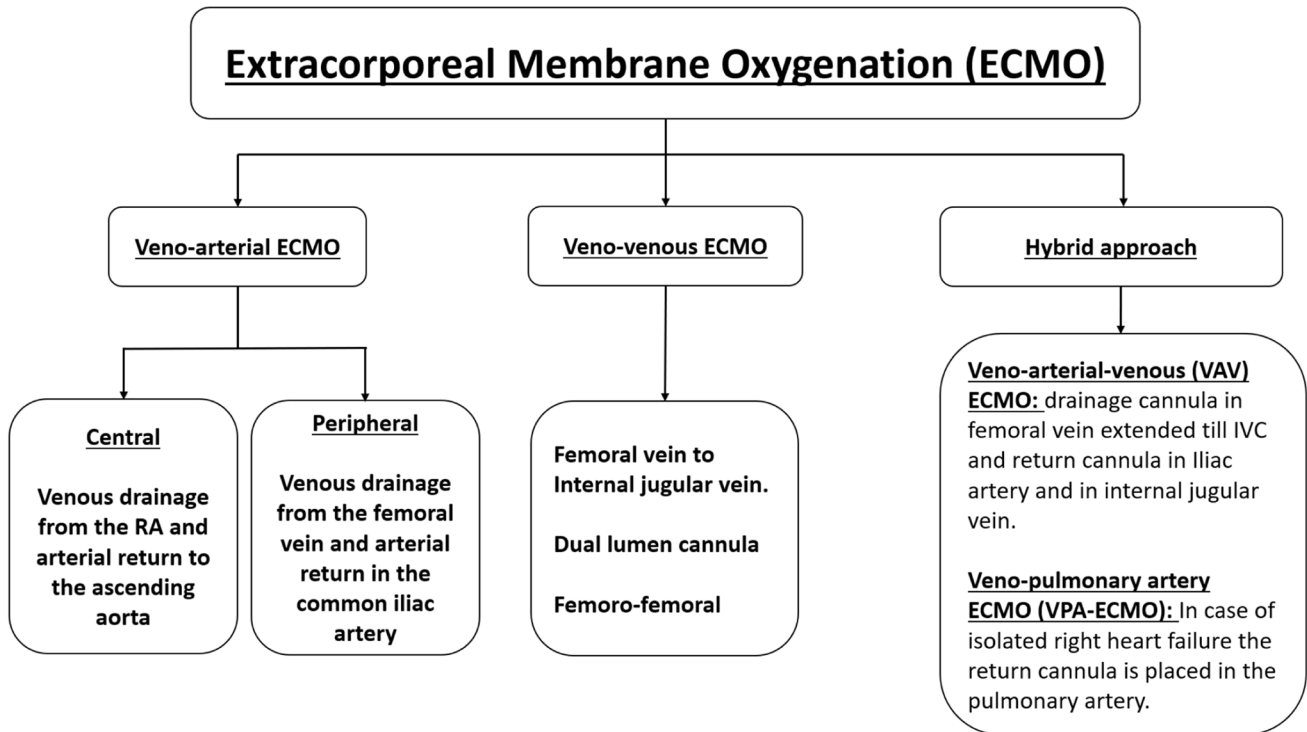 Extracorporeal Membrane Oxygenation (ECMO)
Veno-arterial ECMO
Veno-venous ECMO
Hybrid approach
Central
Venous drainage
from the RA and
arterial return to
the ascending
aorta
Peripheral
Venous drainage
from the femoral
vein and arterial
return in the
common iliac
artery
Femoral vein to
Internal jugular vein.
Dual lumen cannula
Femoro-femoral
Veno-arterial-venous (VAV)
ECMO: drainage cannula in
femoral vein extended till IVC
and return cannula in Iliac
artery and in internal jugular
vein.
Veno-pulmonary artery
ECMO (VPA-ECMO): In case of
isolated right heart failure the
return cannula is placed in the
pulmonary artery.